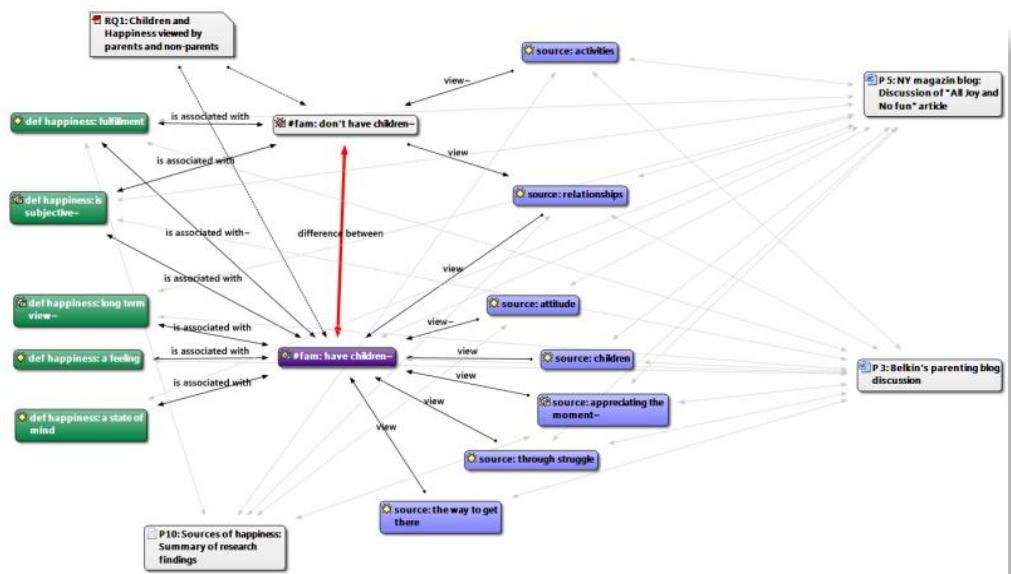 RQ1: Children and
Happiness viewed by
parents and non-parents
source: activities
view~
P 5: NY magazin blog:
Discussion of "All Joy and
No fun" article
def happiness: fulfillment
is associated with
#fam: don't have children~
is associated with
view
def happiness: is
subjective~
source: relationships
is associated with~
difference between
is associated with
view
def happiness: long term
view~
source: attitude
is associated with
view~
def happiness: a feeling
is associated with
#fam: have children~
view
source: children
P 3: Belkin's parenting blog
discussion
is associated with
view
source: appreciating the
moment~
view
def happiness: a state of
mind
view
source: through struggle
source: the way to get
there
P10: Sources of happiness:
Summary of research
findings